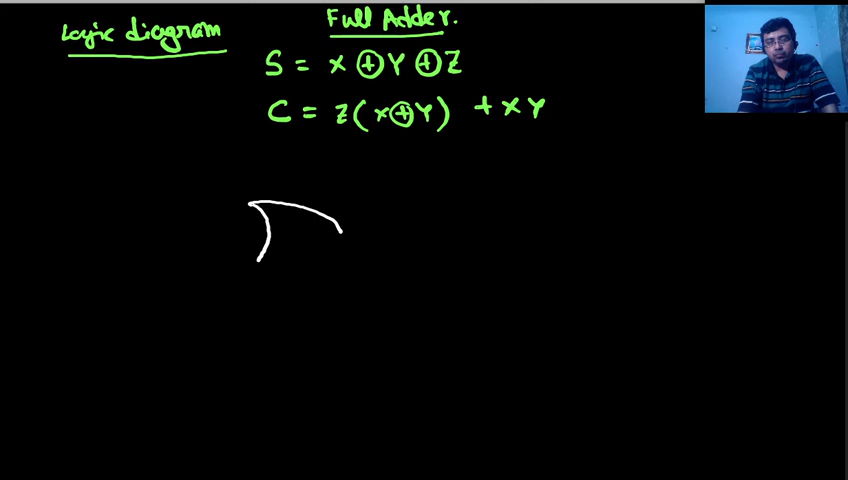 Logic diagram
Full Adder.
S = X ⊕ Y ⊕ Z
C = Z(X⊕Y) + XY